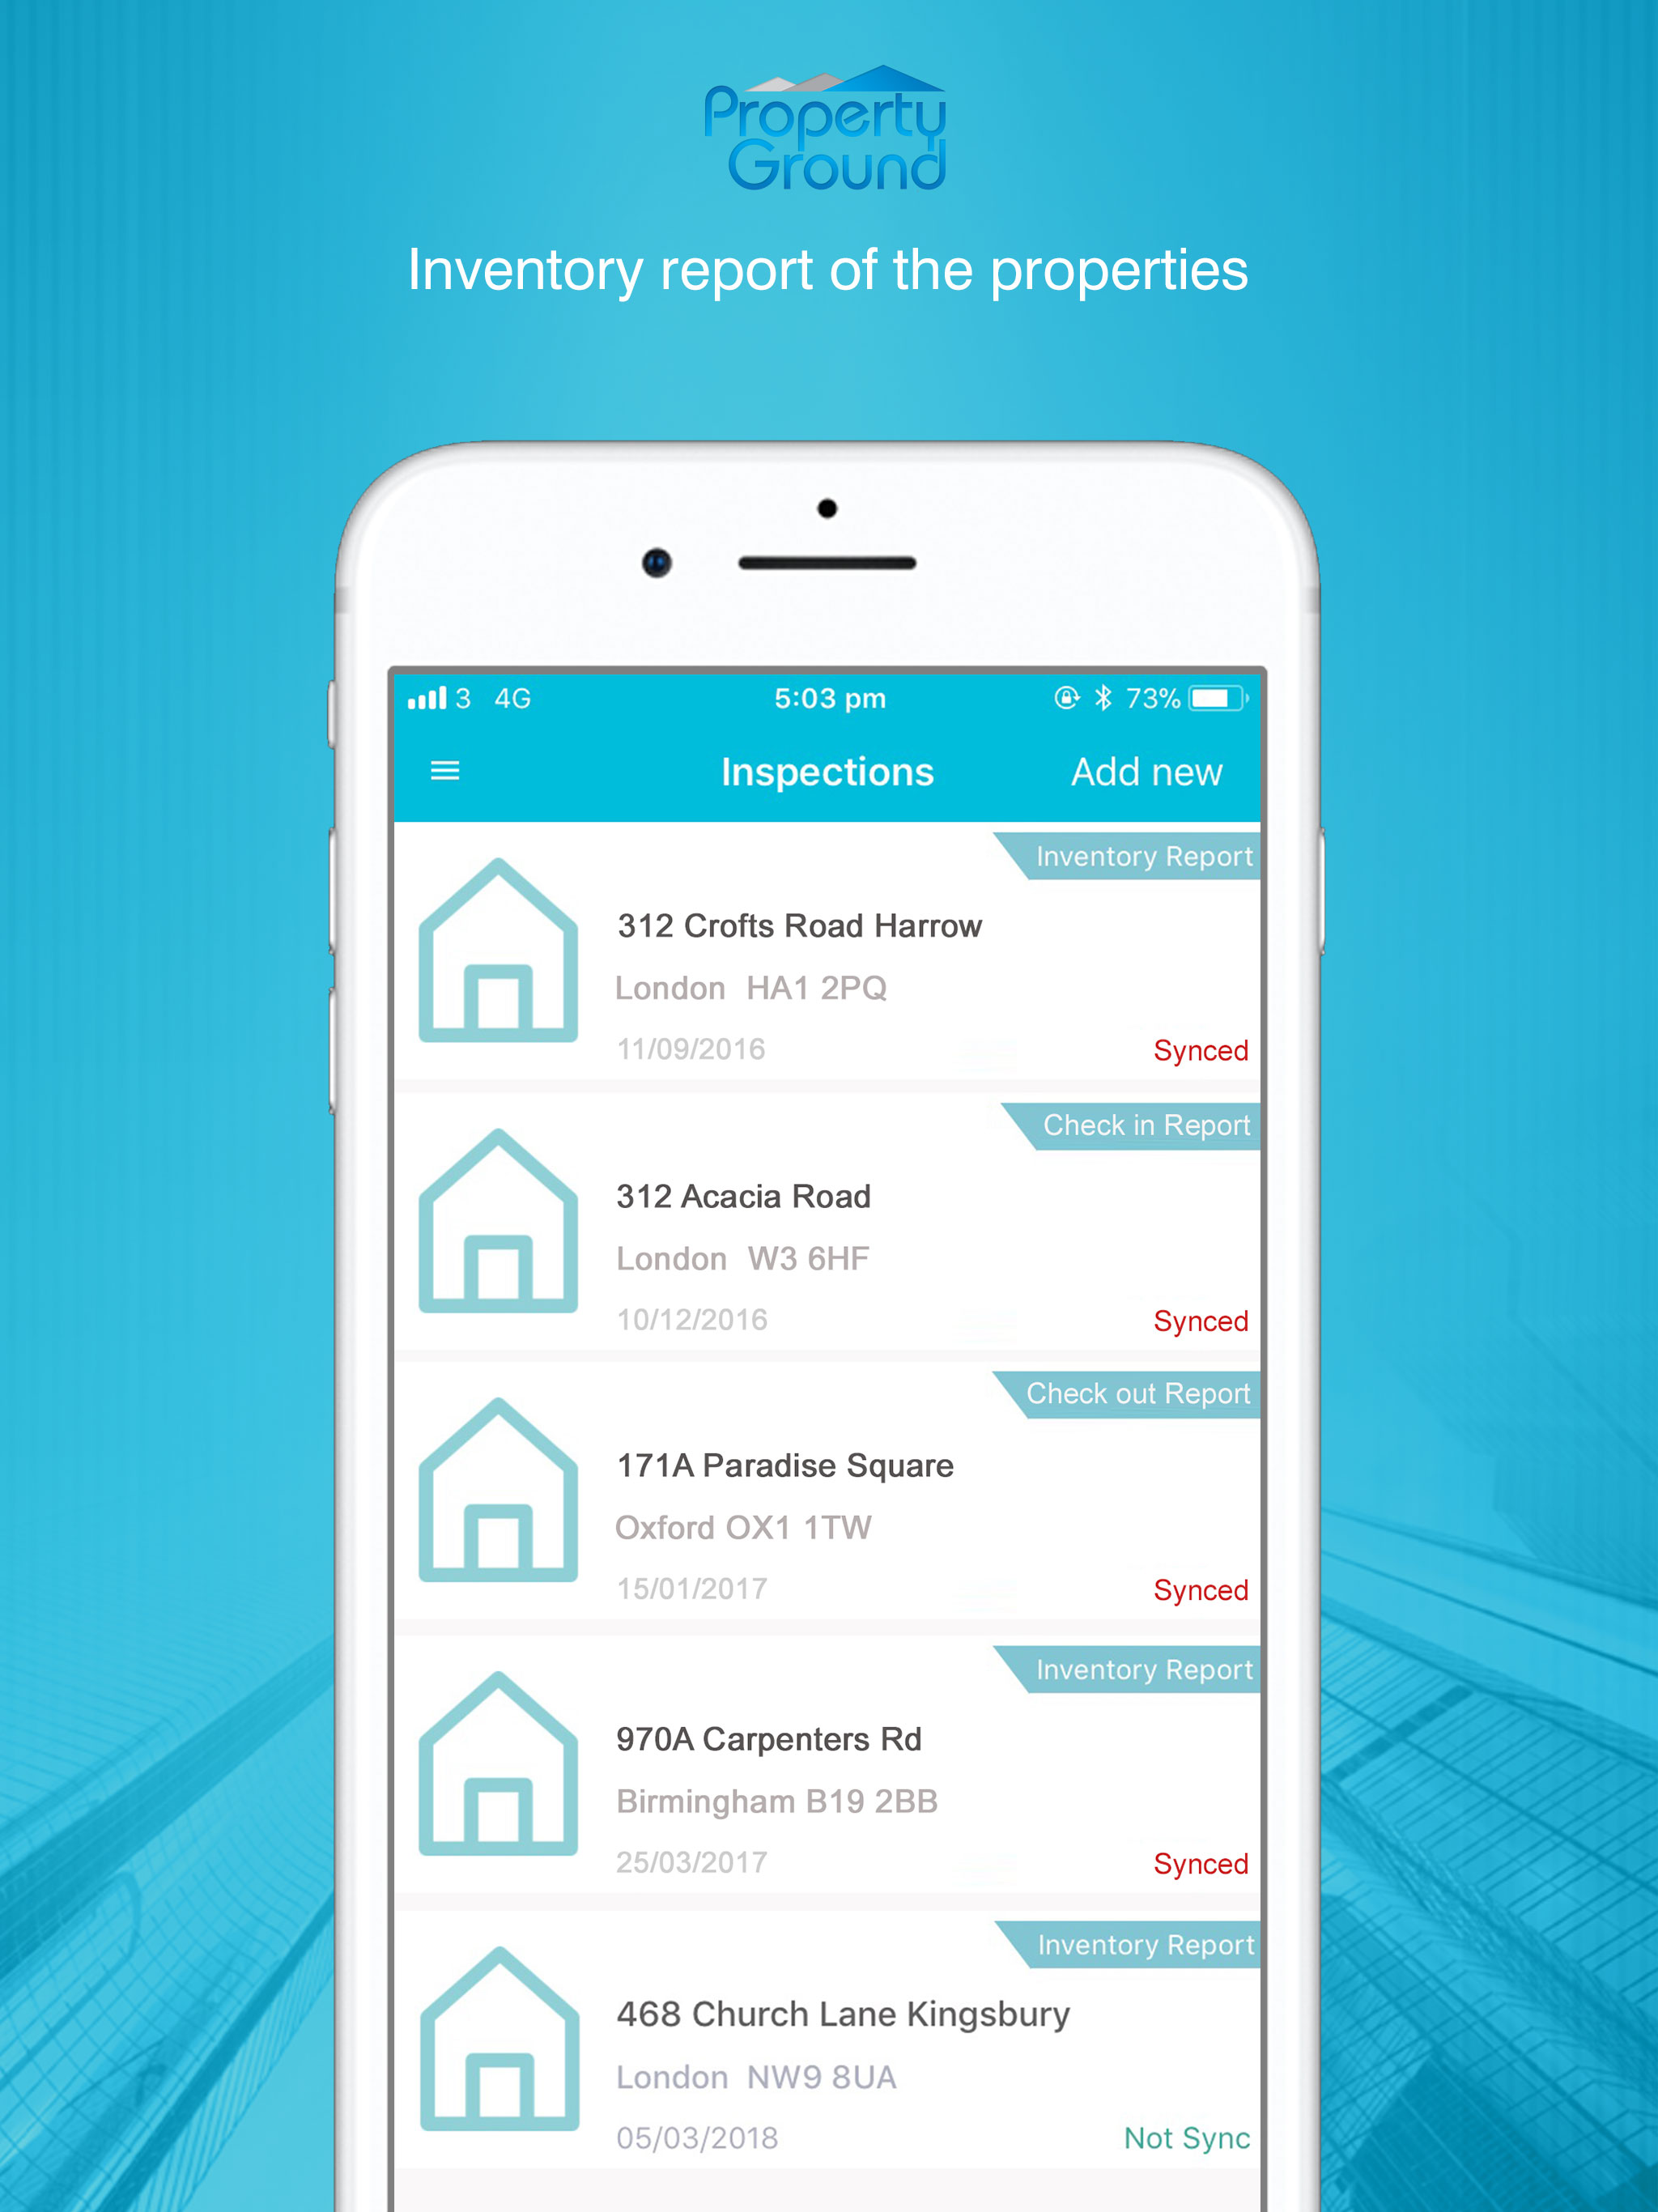 Property
Ground
Inventory report of the properties
3 4G 5:03 pm 73%
Inspections Add new
Inventory Report
312 Crofts Road Harrow
London HA1 2PQ
11/09/2016 Synced
Check in Report
312 Acacia Road
London W3 6HF
10/12/2016 Synced
Check out Report
171A Paradise Square
Oxford OX1 1TW
15/01/2017 Synced
Inventory Report
970A Carpenters Rd
Birmingham B19 2BB
25/03/2017 Synced
Inventory Report
468 Church Lane Kingsbury
London NW9 8UA
05/03/2018 Not Sync